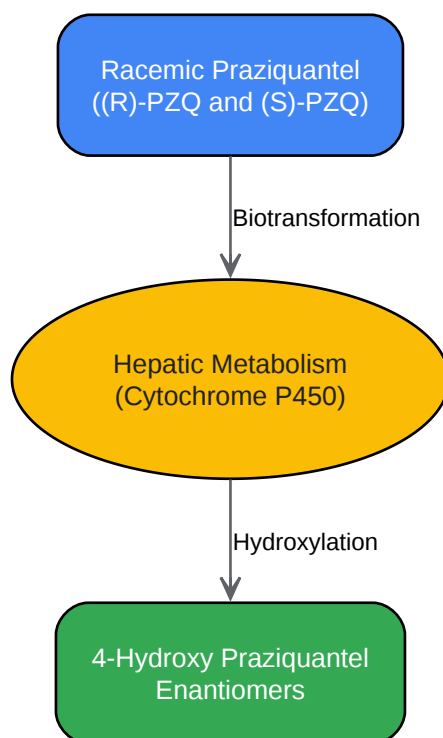 Racemic Praziquantel
((R)-PZQ and (S)-PZQ)
Biotransformation
Hepatic Metabolism
(Cytochrome P450)
Hydroxylation
4-Hydroxy Praziquantel
Enantiomers